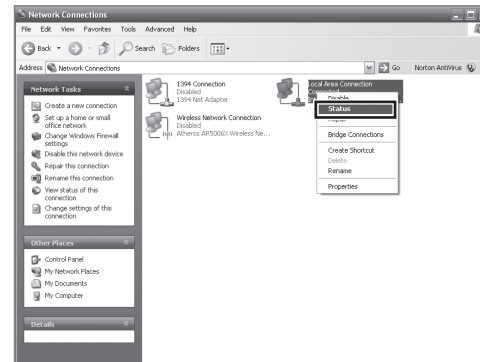 Network Connections
File Edit View Favorites Tools Advanced Help
Back Search Folders
Address Network Connections Go Norton AntiVirus
Network Tasks
Create a new connection
Set up a home or small
office network
Change Windows Firewall
settings
Disable this network device
Repair this connection
Rename this connection
View status of this
connection
Change settings of this
connection
Other Places
Control Panel
My Network Places
My Documents
My Computer
Details
1394 Connection
Disabled
1394 Net Adapter
Wireless Network Connection
Disabled
Atheros AR5006X Wireless Ne...
Local Area Connection
Connected
Disable
Status
Repair
Bridge Connections
Create Shortcut
Delete
Rename
Properties